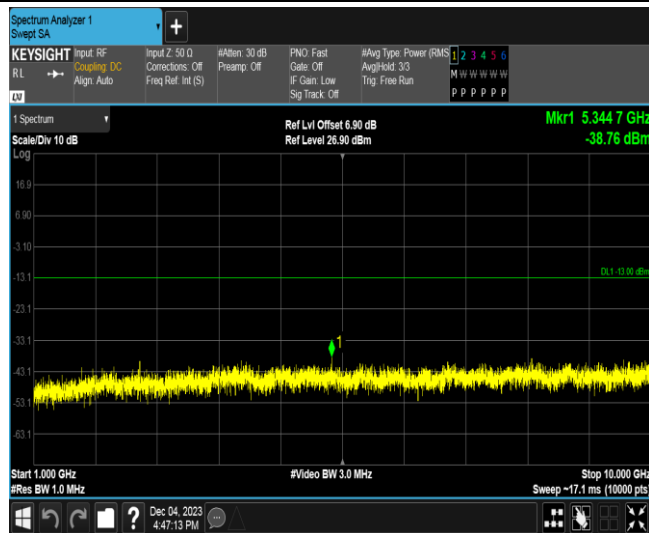 Spectrum Analyzer 1
Swept SA
+
KEYSIGHT Input: RF Input Z: 50 Ω #Atten: 30 dB PNO: Fast #Avg Type: Power (RMS 1 2 3 4 5 6
RL Coupling: DC Corrections: Off Preamp: Off Gate: Off Avg|Hold: 3/3 M W W W W W
Align: Auto Freq Ref: Int (S) IF Gain: Low Trig: Free Run
Sig Track: Off P P P P P P
LXI
1 Spectrum Ref Lvl Offset 6.90 dB Mkr1 5.344 7 GHz
Scale/Div 10 dB Ref Level 26.90 dBm -38.76 dBm
Log
16.9
6.90
-3.10
DL1 -13.00 dBm
-13.1
-23.1
-33.1
1
-43.1
-53.1
-63.1
Start 1.000 GHz #Video BW 3.0 MHz Stop 10.000 GHz
#Res BW 1.0 MHz Sweep ~17.1 ms (10000 pts)
? Dec 04, 2023
4:47:13 PM